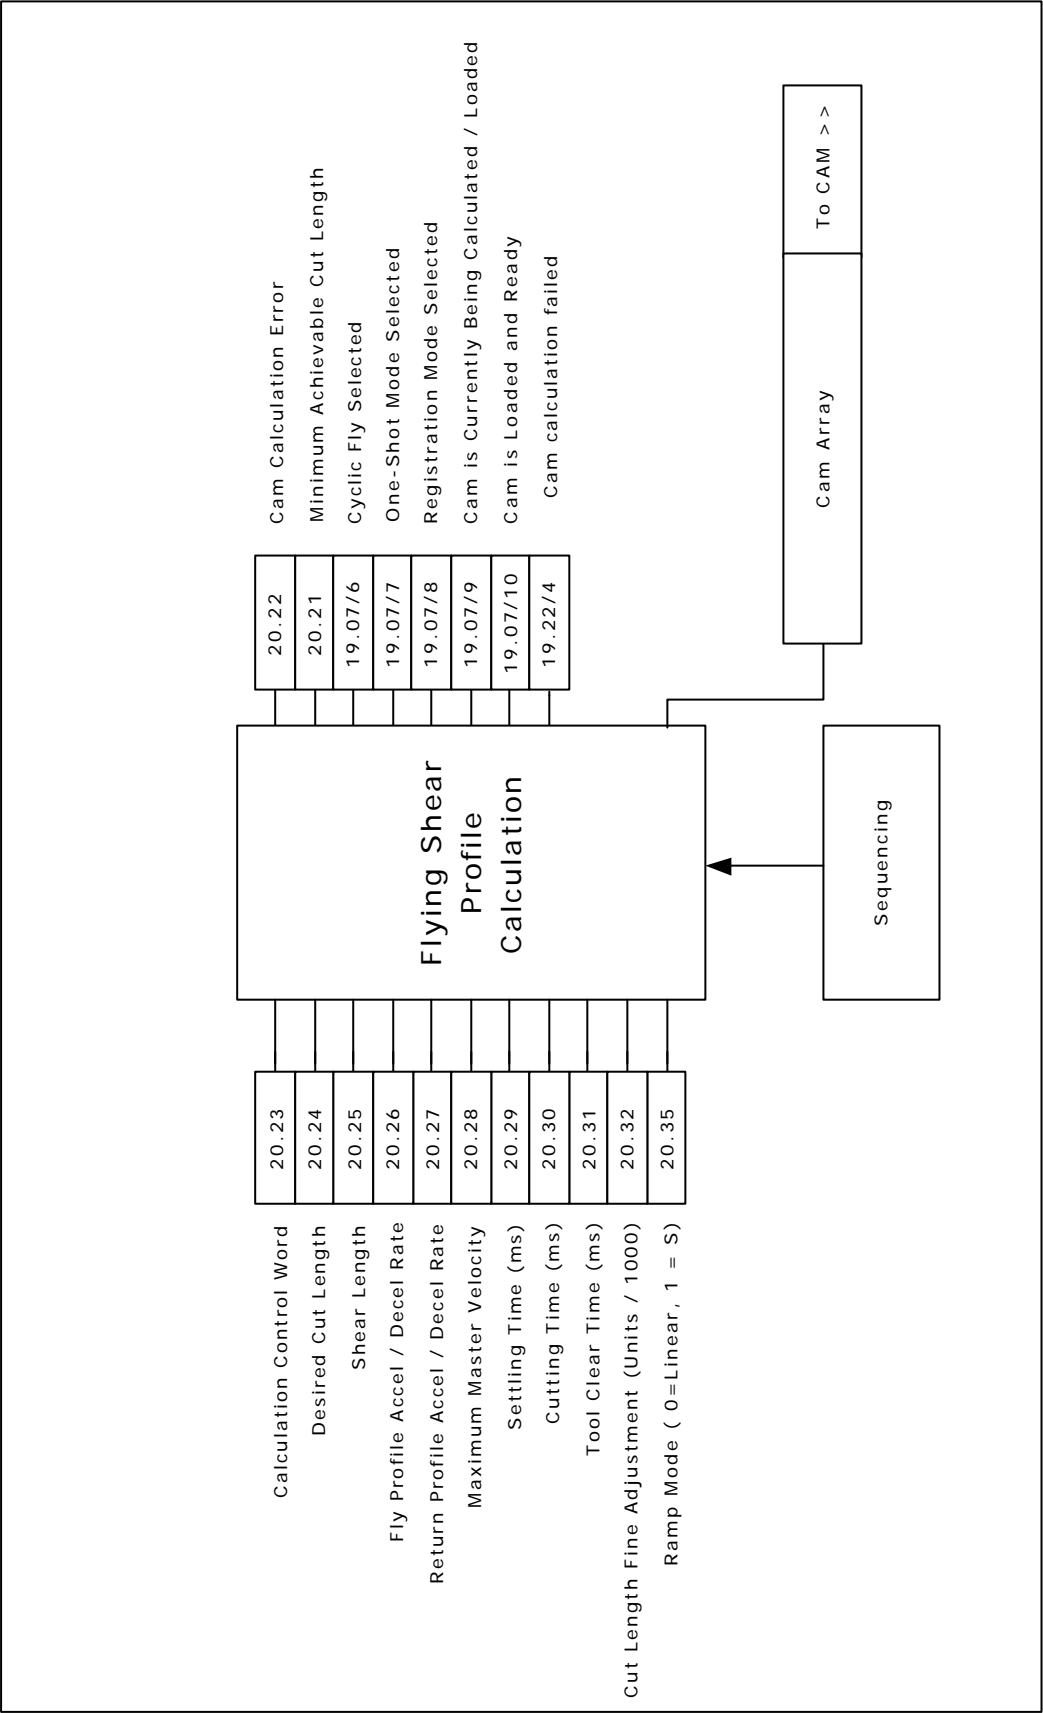 Calculation Control Word
20.23
Desired Cut Length
20.24
Shear Length
20.25
Fly Profile Accel / Decel Rate
20.26
Return Profile Accel / Decel Rate
20.27
Maximum Master Velocity
20.28
Settling Time (ms)
20.29
Cutting Time (ms)
20.30
Tool Clear Time (ms)
20.31
Cut Length Fine Adjustment (Units / 1000)
20.32
Ramp Mode ( 0=Linear, 1 = S)
20.35
Flying Shear
Profile
Calculation
20.22
Cam Calculation Error
20.21
Minimum Achievable Cut Length
19.07/6
Cyclic Fly Selected
19.07/7
One-Shot Mode Selected
19.07/8
Registration Mode Selected
19.07/9
Cam is Currently Being Calculated / Loaded
19.07/10
Cam is Loaded and Ready
19.22/4
Cam calculation failed
Sequencing
Cam Array
To CAM >>